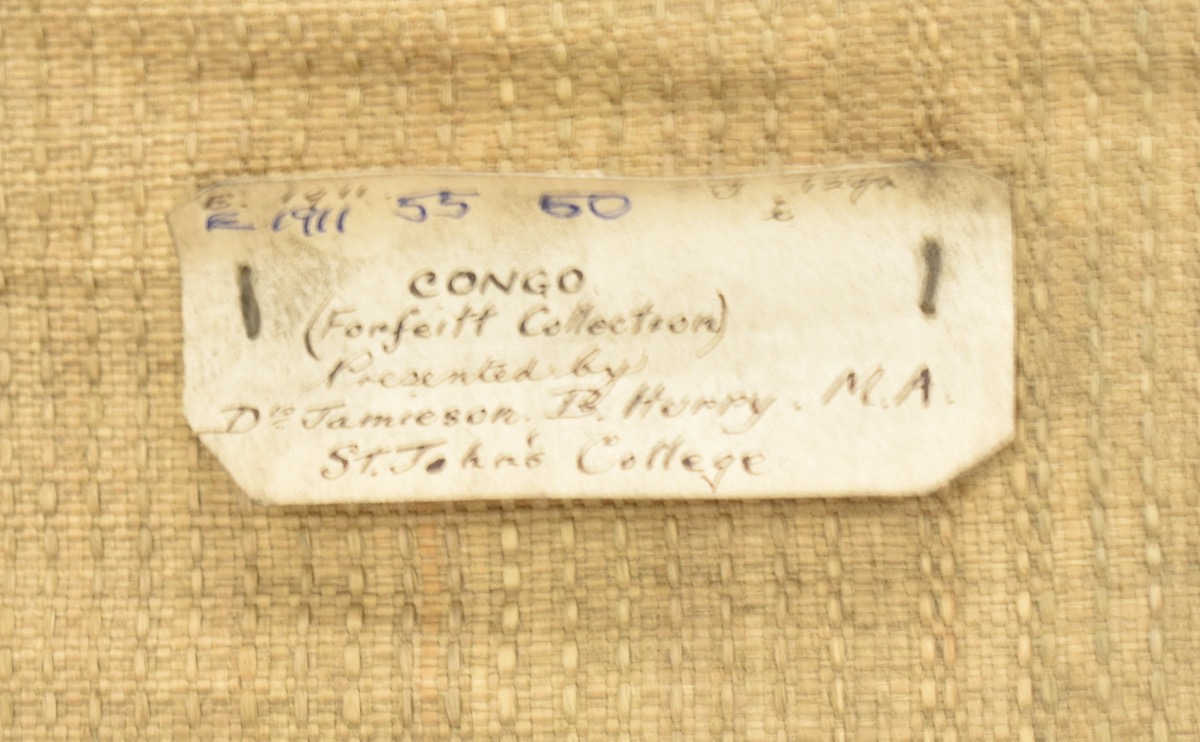 E 1911 55 60
CONGO
(Forfeitt Collection)
Presented by
Dr Jamieson. B. Hurry. M.A.
St. John's College